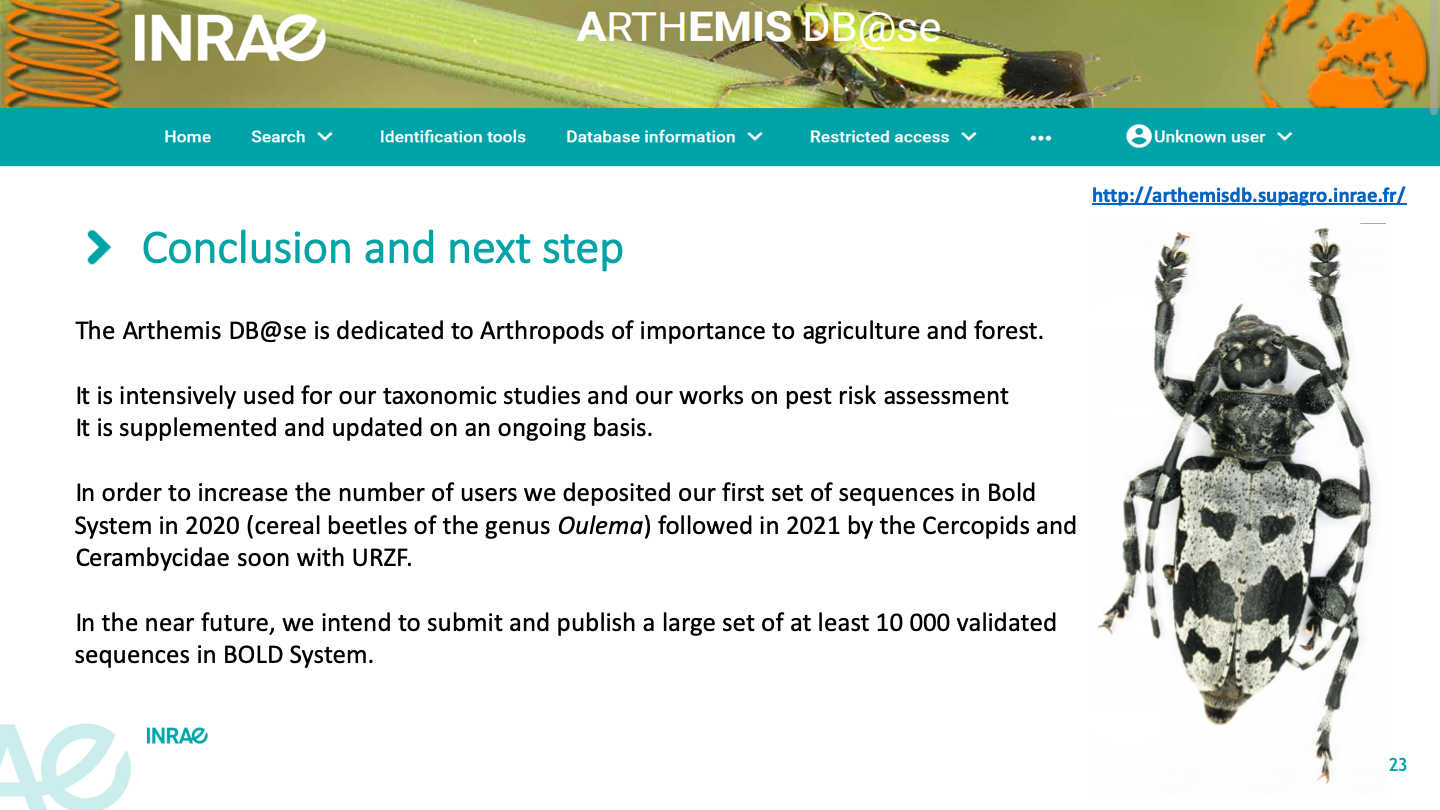 INRAE
ARTHEMIS DB@se
Home Search Identification tools Database information Restricted access ... Unknown user
http://arthemisdb.supagro.inrae.fr/
Conclusion and next step
The Arthemis DB@se is dedicated to Arthropods of importance to agriculture and forest.
It is intensively used for our taxonomic studies and our works on pest risk assessment
It is supplemented and updated on an ongoing basis.
In order to increase the number of users we deposited our first set of sequences in Bold
System in 2020 (cereal beetles of the genus Oulema) followed in 2021 by the Cercopids and
Cerambycidae soon with URZF.
In the near future, we intend to submit and publish a large set of at least 10 000 validated
sequences in BOLD System.
INRAE
AE
23